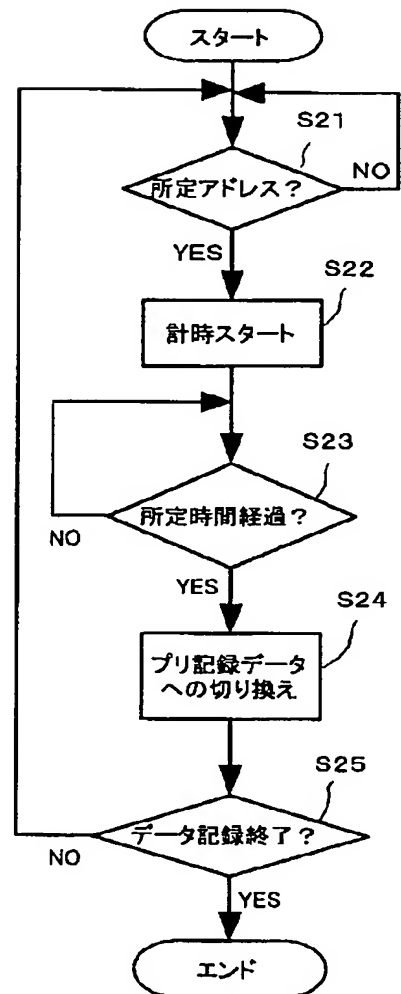 スタート
S21
所定アドレス?
NO
YES
S22
計時スタート
S23
所定時間経過?
NO
YES
S24
プリ記録データ
への切り換え
S25
データ記録終了?
NO
YES
エンド